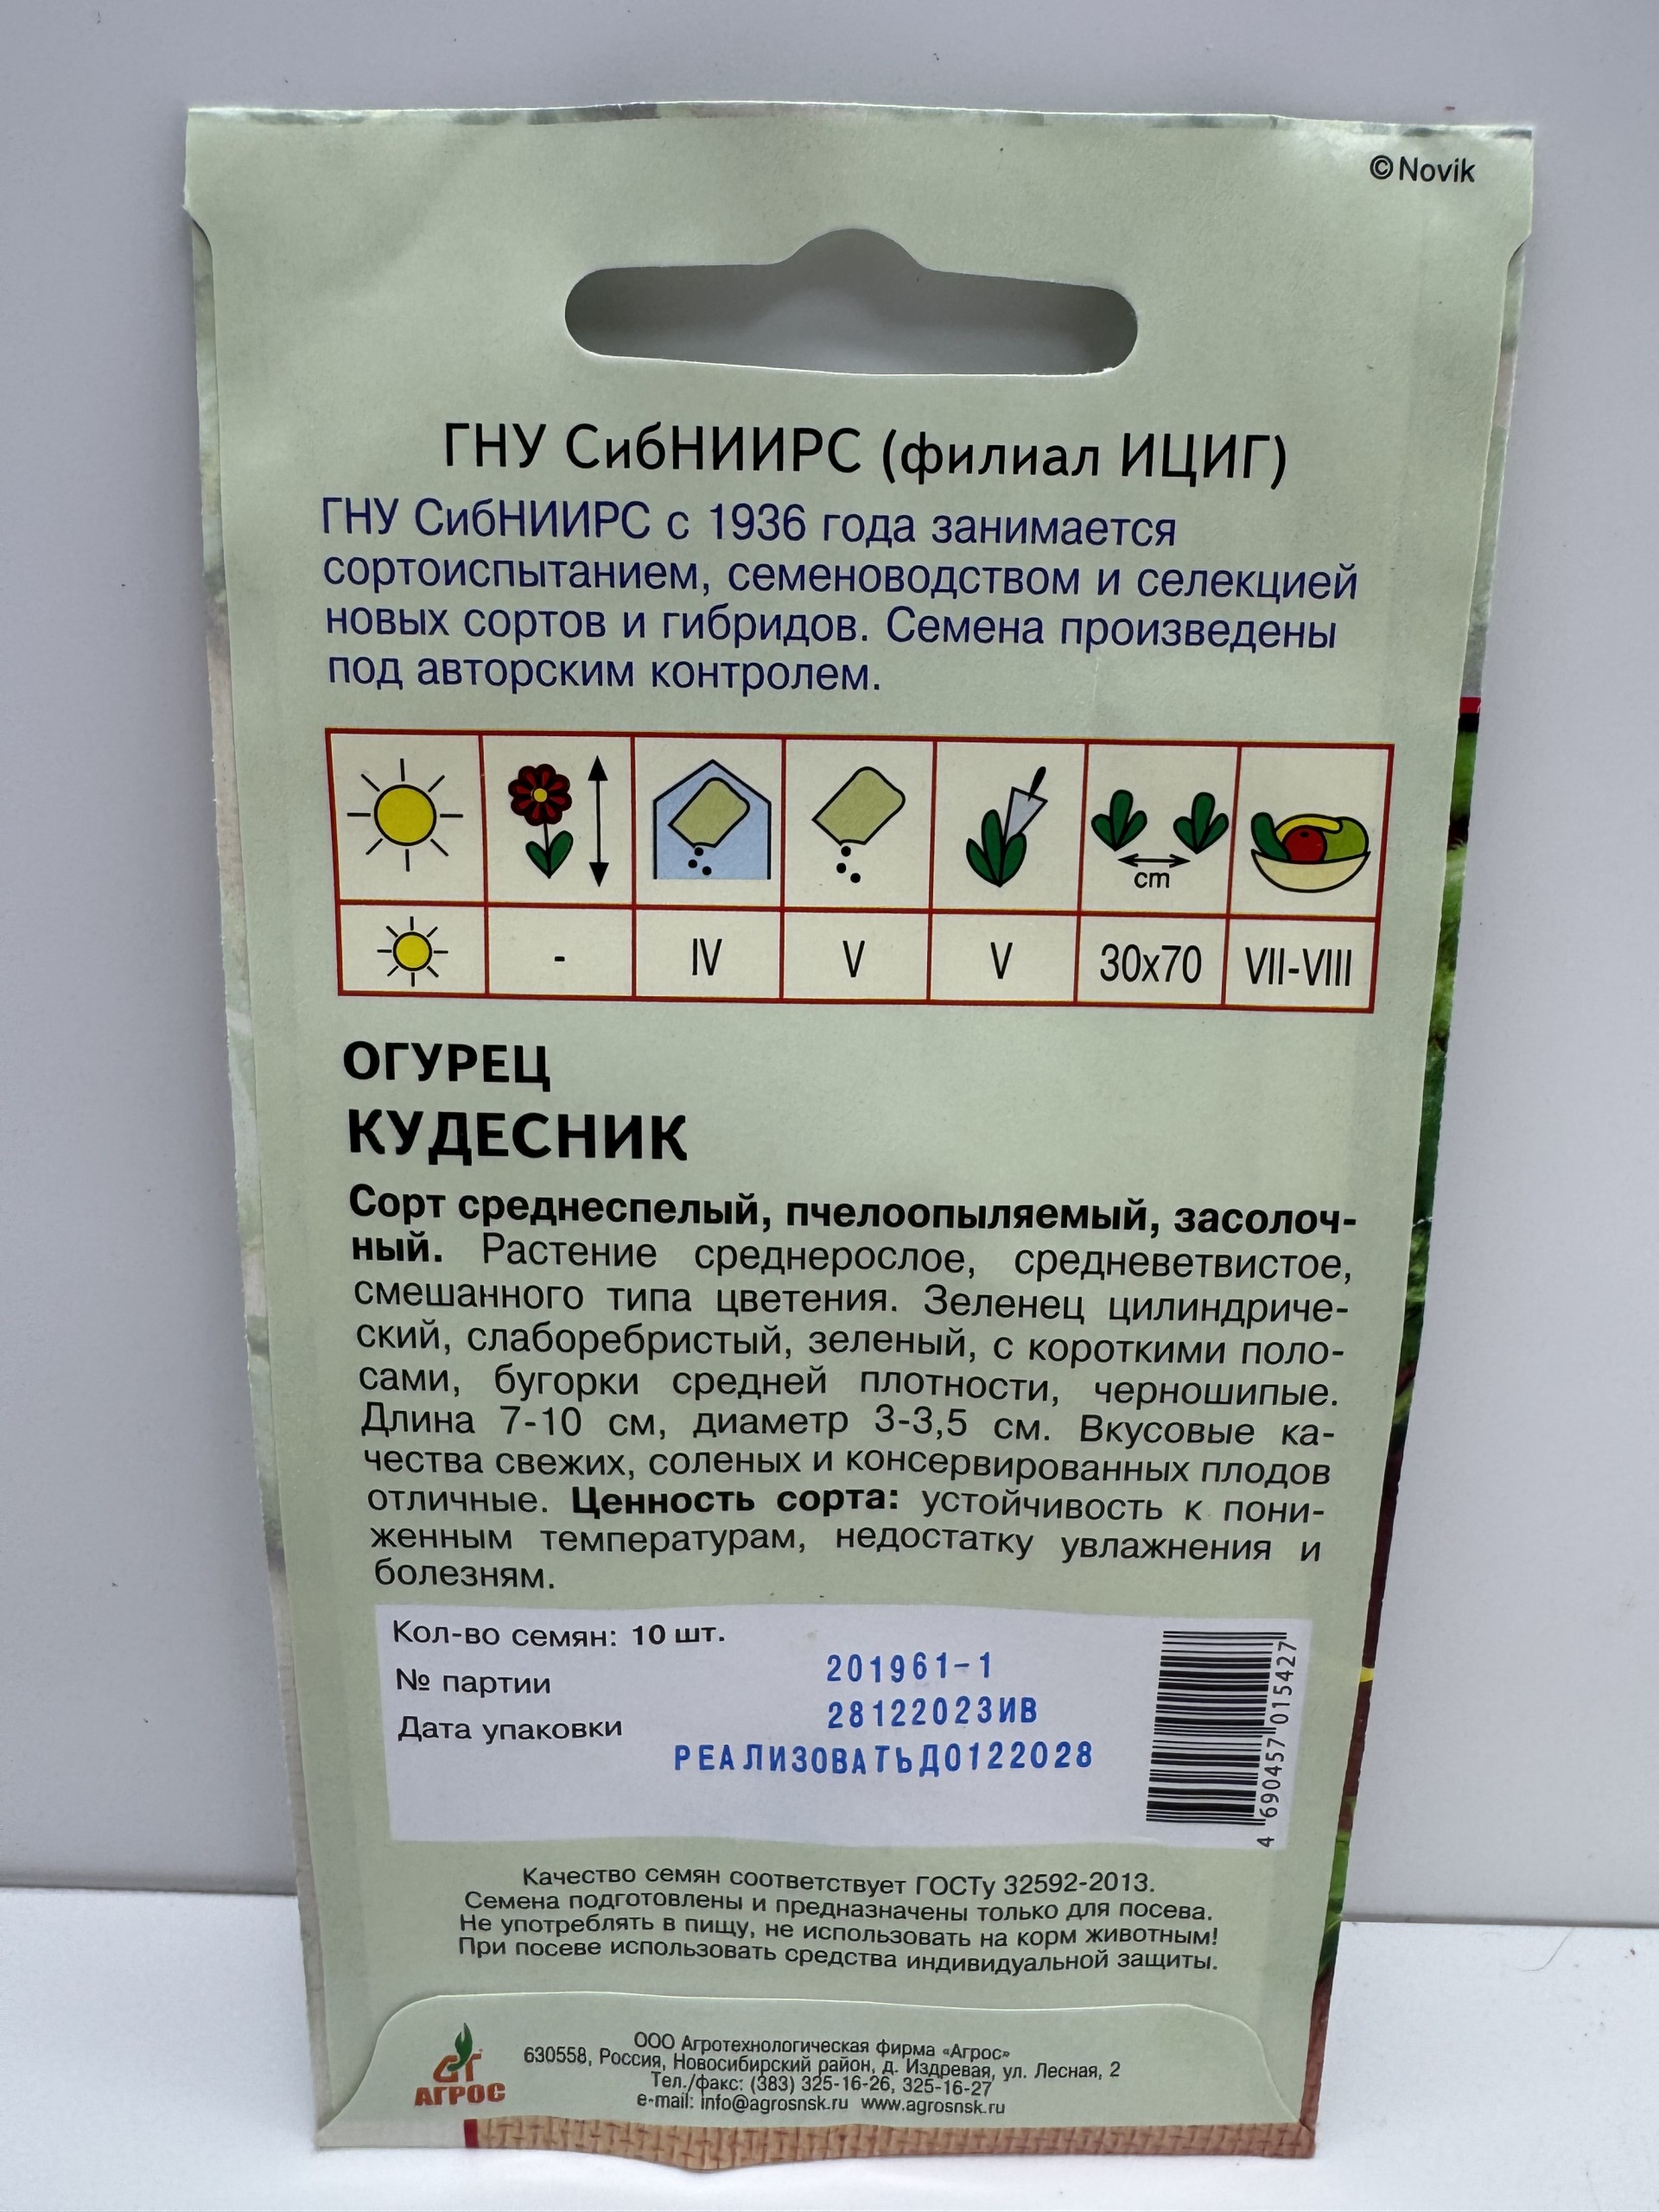 ©Novik
ГНУ СибНИИРС (филиал ИЦИГ)
ГНУ СибНИИРС с 1936 года занимается
сортоиспытанием, семеноводством и селекцией
новых сортов и гибридов. Семена произведены
под авторским контролем.
cm
- IV V V 30x70 VII-VIII
ОГУРЕЦ
КУДЕСНИК
Сорт среднеспелый, пчелоопыляемый, засолоч-
ный. Растение среднерослое, средневетвистое,
смешанного типа цветения. Зеленец цилиндриче-
ский, слаборебристый, зеленый, с короткими поло-
сами, бугорки средней плотности, черношипые.
Длина 7-10 см, диаметр 3-3,5 см. Вкусовые ка-
чества свежих, соленых и консервированных плодов
отличные. Ценность сорта: устойчивость к пони-
женным температурам, недостатку увлажнения и
болезням.
Кол-во семян: 10 шт.
№ партии 201961-1
Дата упаковки 28122023ИВ
РЕАЛИЗОВАТЬДО122028
4 690457 015427
Качество семян соответствует ГОСТу 32592-2013.
Семена подготовлены и предназначены только для посева.
Не употреблять в пищу, не использовать на корм животным!
При посеве использовать средства индивидуальной защиты.
АГРОС
ООО Агротехнологическая фирма «Агрос»
630558, Россия, Новосибирский район, д. Издревая, ул. Лесная, 2
Тел./факс: (383) 325-16-26, 325-16-27
e-mail: info@agrosnsk.ru www.agrosnsk.ru